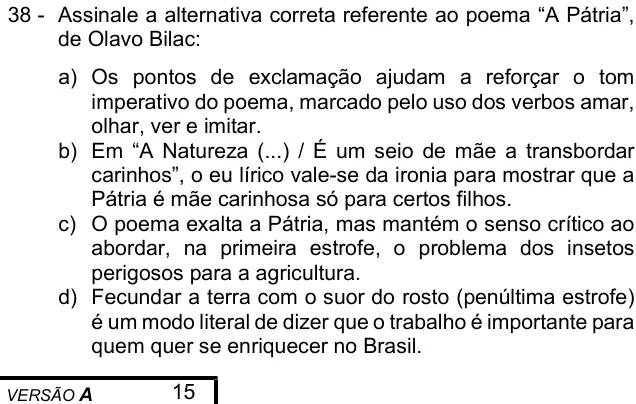 38 - Assinale a alternativa correta referente ao poema “A Pátria”,
de Olavo Bilac:
a) Os pontos de exclamação ajudam a reforçar o tom
imperativo do poema, marcado pelo uso dos verbos amar,
olhar, ver e imitar.
b) Em “A Natureza (...) / É um seio de mãe a transbordar
carinhos”, o eu lírico vale-se da ironia para mostrar que a
Pátria é mãe carinhosa só para certos filhos.
c) O poema exalta a Pátria, mas mantém o senso crítico ao
abordar, na primeira estrofe, o problema dos insetos
perigosos para a agricultura.
d) Fecundar a terra com o suor do rosto (penúltima estrofe)
é um modo literal de dizer que o trabalho é importante para
quem quer se enriquecer no Brasil.
VERSÃO A 15